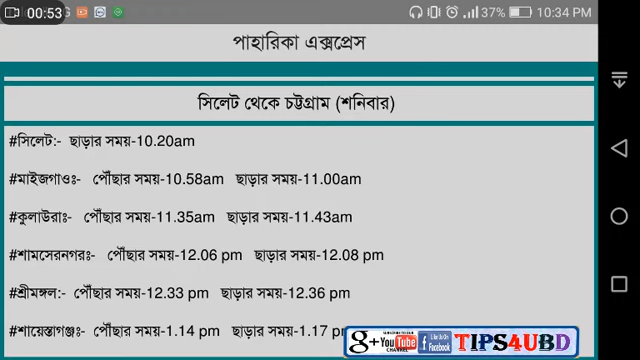 00:53 37% 10:34 PM
পাহারিকা এক্সপ্রেস
সিলেট থেকে চট্টগ্রাম (শনিবার)
#সিলেট:- ছাড়ার সময়-10.20am
#মাইজগাওঃ- পৌঁছার সময়-10.58am ছাড়ার সময়-11.00am
#কুলাউরাঃ- পৌঁছার সময়-11.35am ছাড়ার সময়-11.43am
#শামসেরনগরঃ- পৌঁছার সময়-12.06 pm ছাড়ার সময়-12.08 pm
#শ্রীমঙ্গল:- পৌঁছার সময়-12.33 pm ছাড়ার সময়-12.36 pm
#শায়েস্তাগঞ্জঃ- পৌঁছার সময়-1.14 pm ছাড়ার সময়-1.17 pm
g+ YouTube CHANNEL Facebook TIPS4UBD